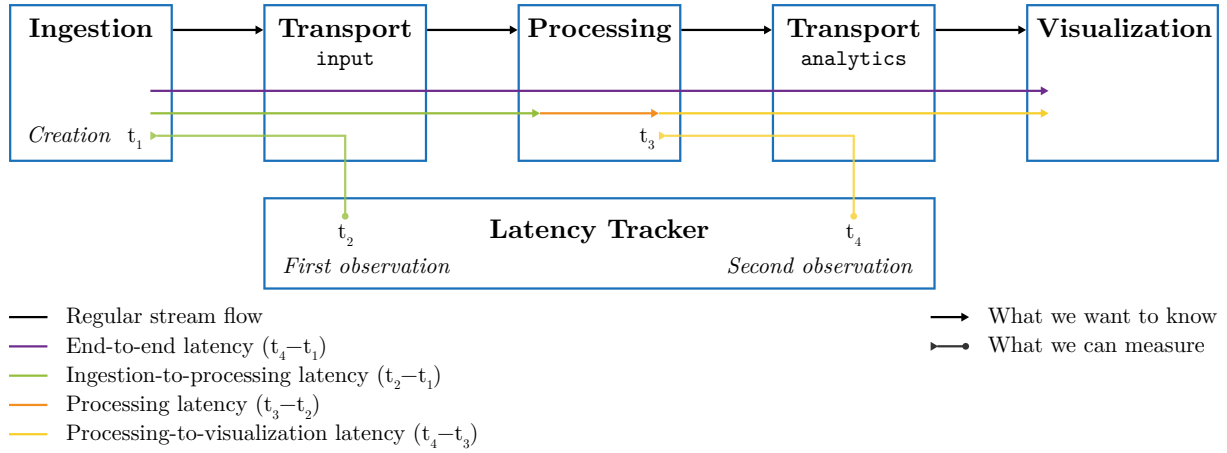 Ingestion
Transport
input
Processing
Transport
analytics
Visualization
Creation t₁
t₃
Latency Tracker
t₂
t₄
First observation
Second observation
Regular stream flow
End-to-end latency (t₄−t₁)
Ingestion-to-processing latency (t₂−t₁)
Processing latency (t₃−t₂)
Processing-to-visualization latency (t₄−t₃)
What we want to know
What we can measure